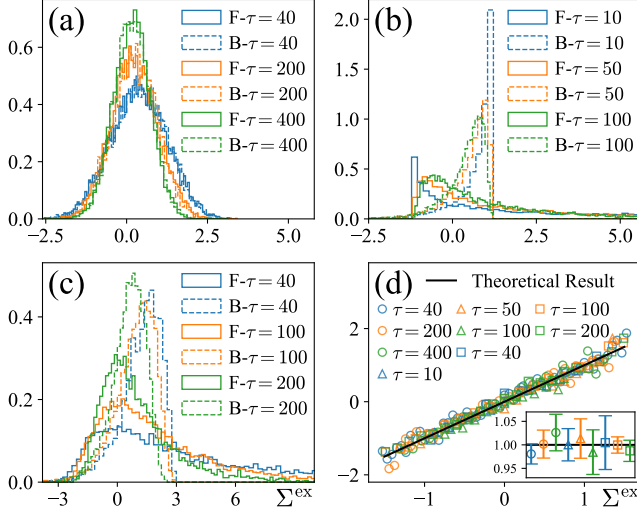 (a)
F-τ = 40
B-τ = 40
F-τ = 200
B-τ = 200
F-τ = 400
B-τ = 400
0.6
0.4
0.2
0.0
−2.5 0.0 2.5 5.0
(b)
F-τ = 10
B-τ = 10
F-τ = 50
B-τ = 50
F-τ = 100
B-τ = 100
2.0
1.5
1.0
0.5
0.0
−2.5 0.0 2.5 5.0
(c)
F-τ = 40
B-τ = 40
F-τ = 100
B-τ = 100
F-τ = 200
B-τ = 200
0.4
0.2
0.0
−3 0 3 Σ^ex
(d)
Theoretical Result
τ = 40 τ = 50 τ = 100
τ = 200 τ = 100 τ = 200
τ = 400 τ = 40
τ = 10
2
0
−2
1.05
1.00
0.95
−1 0 1 Σ^ex